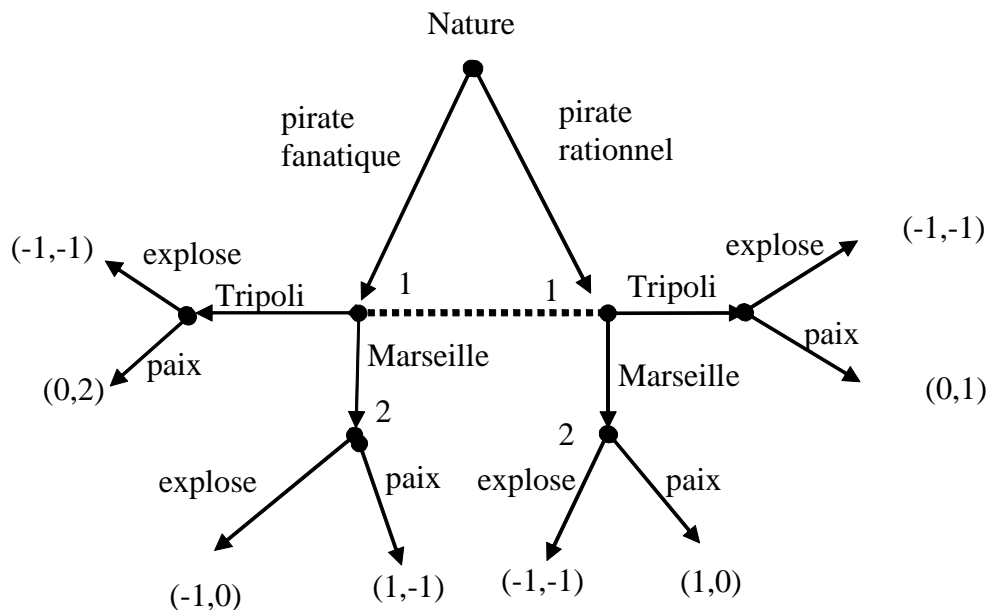 Nature
pirate
fanatique
pirate
rationnel
(-1,-1)
explose
Tripoli
paix
(0,2)
1
1
Tripoli
explose
(-1,-1)
paix
(0,1)
Marseille
2
explose
paix
(-1,0)
(1,-1)
Marseille
2
explose
paix
(-1,-1)
(1,0)